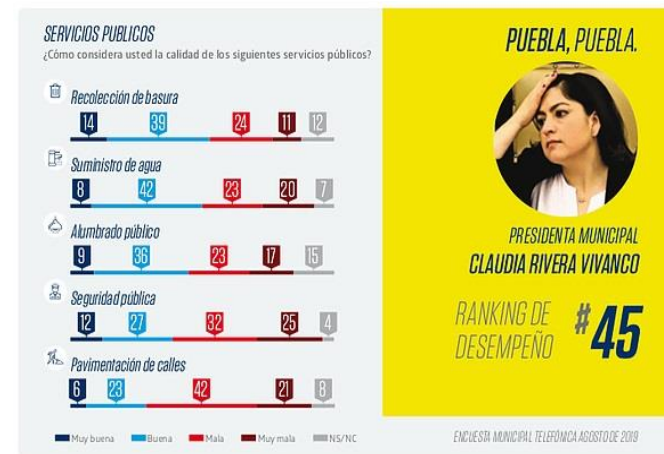 SERVICIOS PUBLICOS
¿Cómo considera usted la calidad de los siguientes servicios públicos?
Recolección de basura
14 39 24 11 12
Suministro de agua
8 42 23 20 7
Alumbrado público
9 36 23 17 15
Seguridad pública
12 27 32 25 4
Pavimentación de calles
6 23 42 21 8
Muy buena Buena Mala Muy mala NS/NC
PUEBLA, PUEBLA.
PRESIDENTA MUNICIPAL
CLAUDIA RIVERA VIVANCO
RANKING DE
DESEMPEÑO
#45
ENCUESTA MUNICIPAL TELEFÓNICA AGOSTO DE 2019